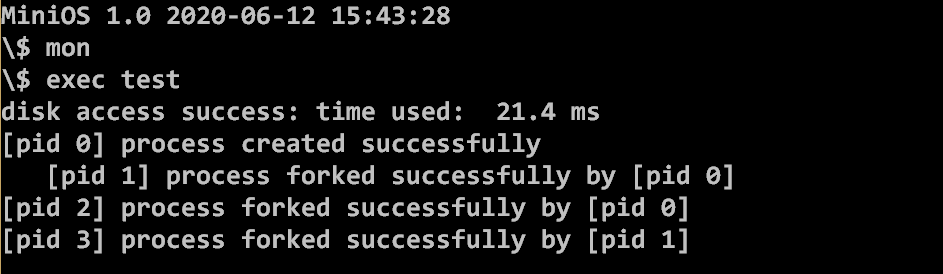 MiniOS 1.0 2020-06-12 15:43:28
\$ mon
\$ exec test
disk access success: time used:  21.4 ms
[pid 0] process created successfully
   [pid 1] process forked successfully by [pid 0]
[pid 2] process forked successfully by [pid 0]
[pid 3] process forked successfully by [pid 1]